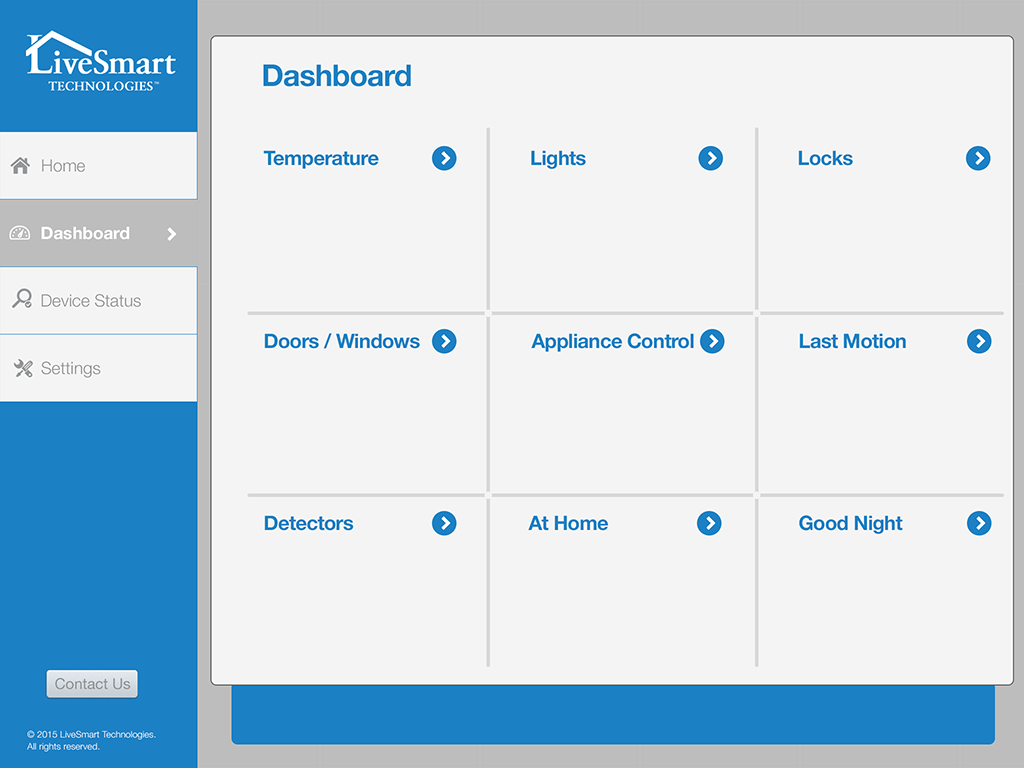 LiveSmart
TECHNOLOGIES™
Home
Dashboard
Device Status
Settings
Contact Us
© 2015 LiveSmart Technologies.
All rights reserved.
Dashboard
Temperature
Lights
Locks
Doors / Windows
Appliance Control
Last Motion
Detectors
At Home
Good Night